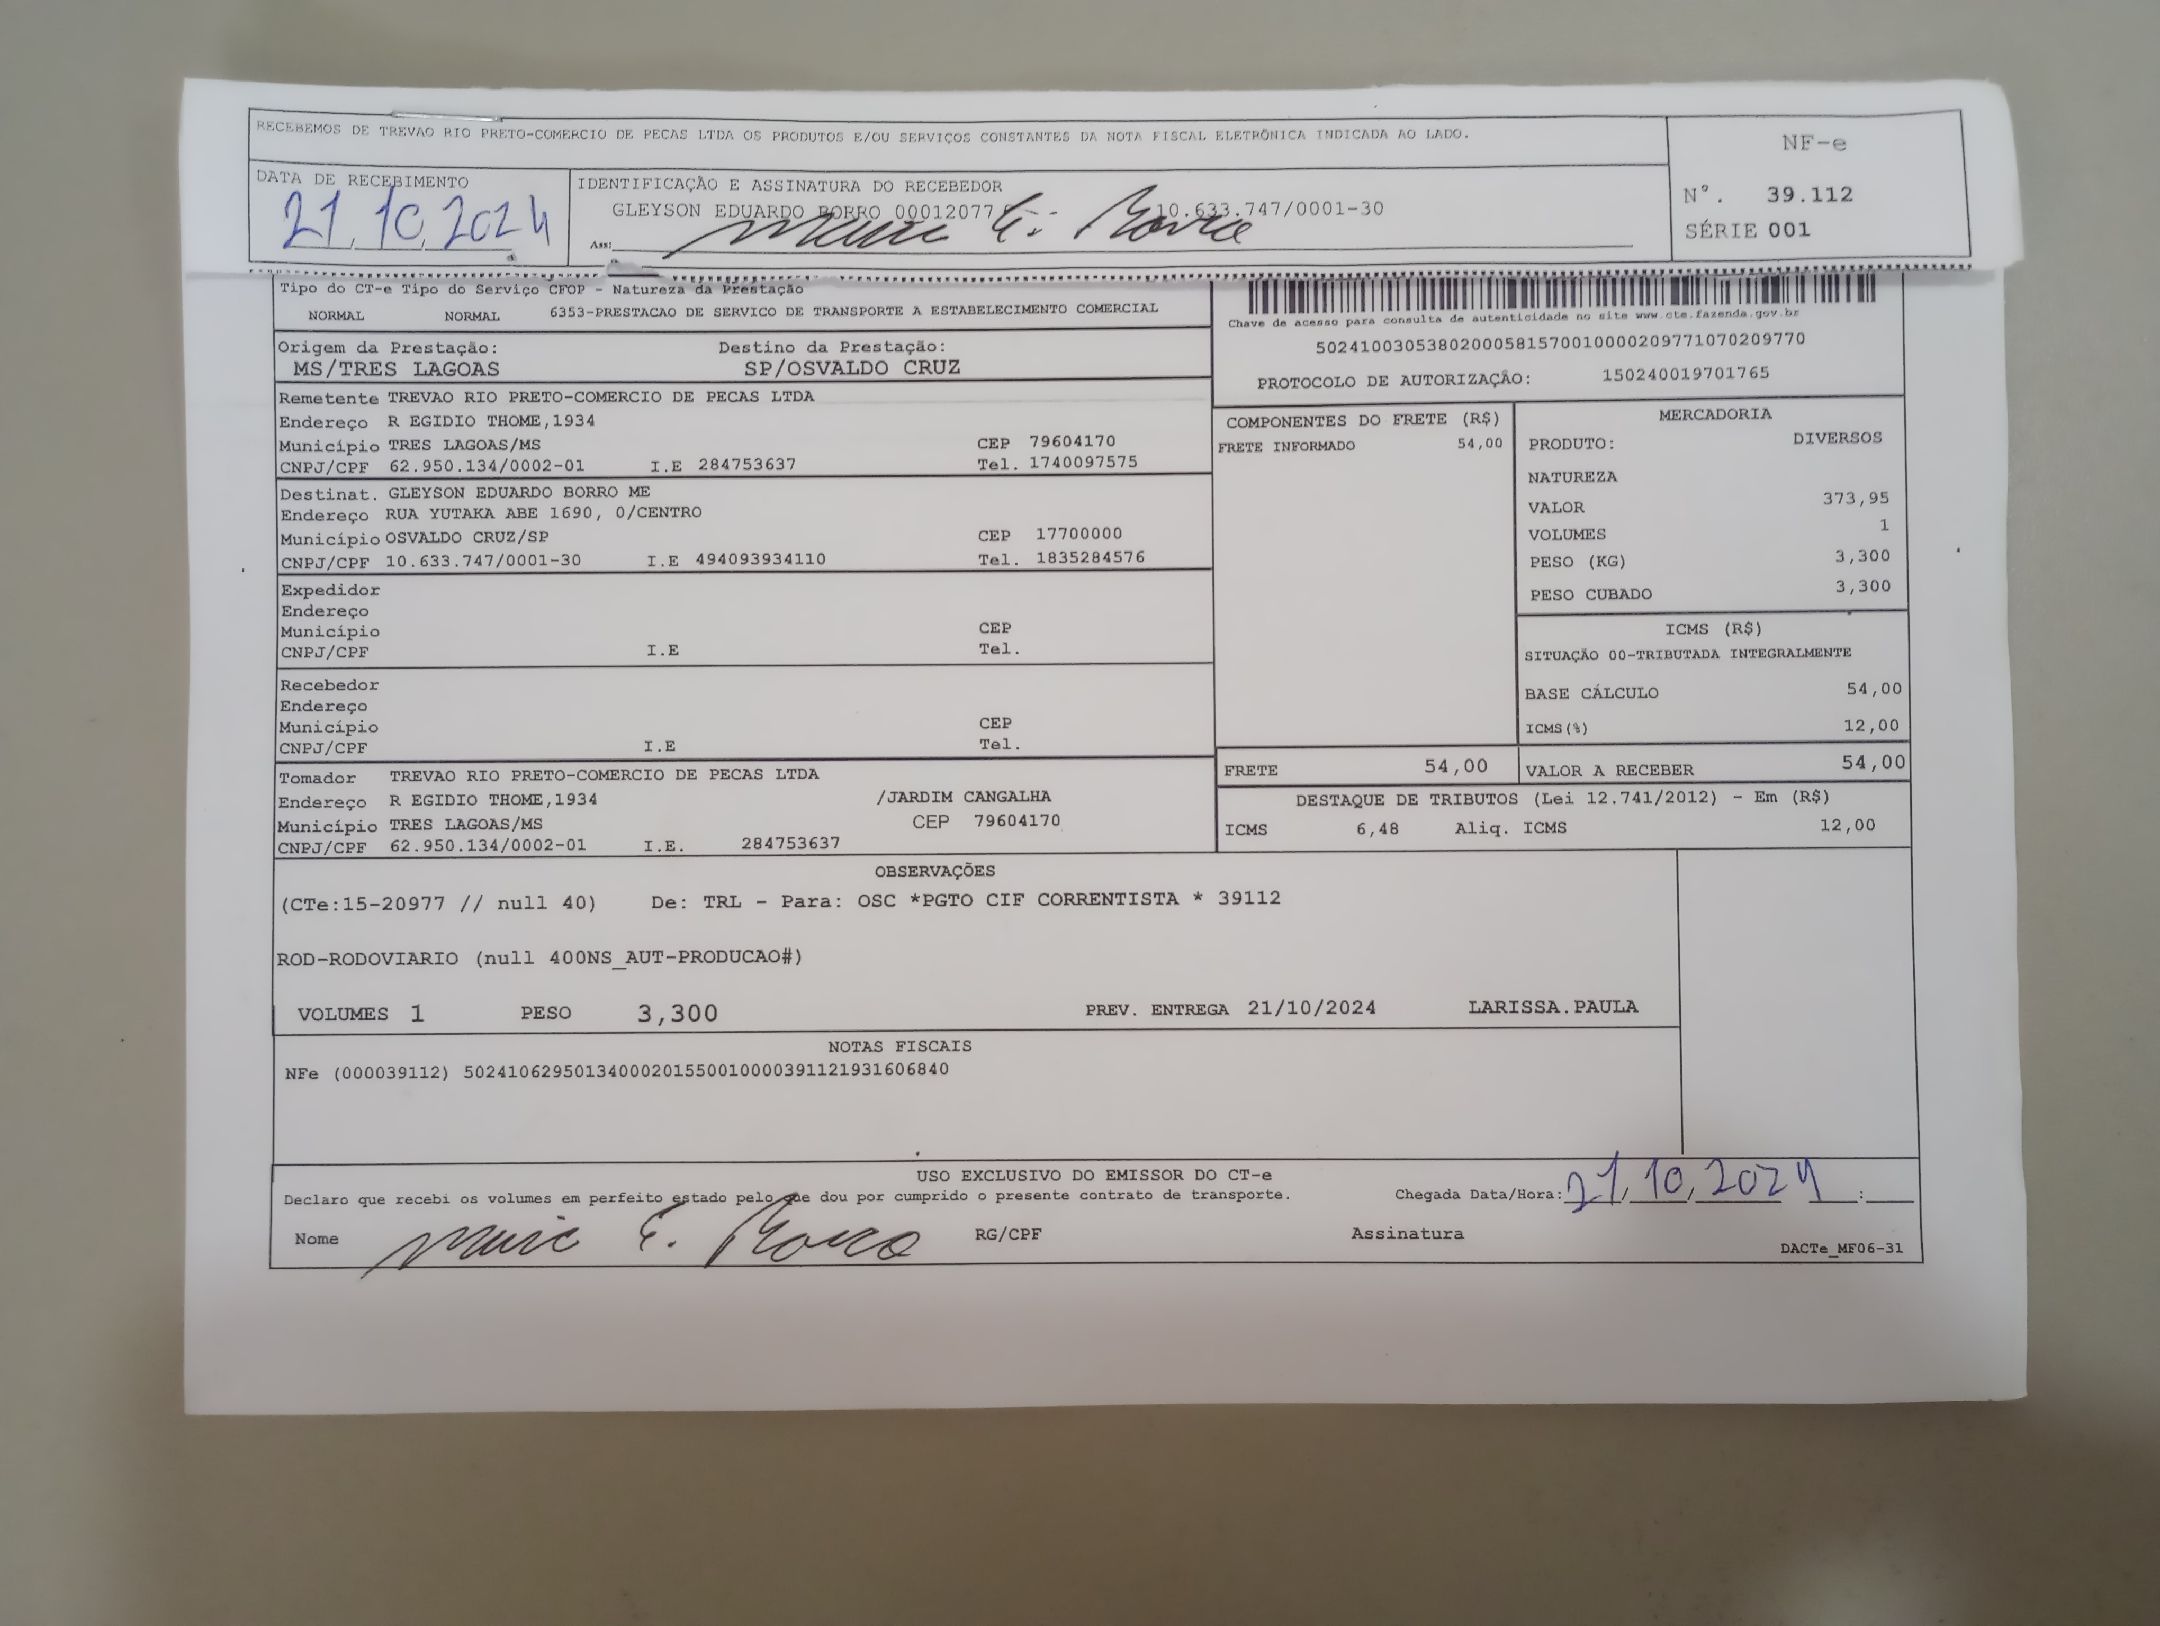 RECEBEMOS DE TREVAO RIO PRETO-COMERCIO DE PECAS LTDA OS PRODUTOS E/OU SERVIÇOS CONSTANTES DA NOTA FISCAL ELETRÔNICA INDICADA AO LADO.
NF-e
Nº. 39.112
SÉRIE 001
DATA DE RECEBIMENTO
21,10,2024
IDENTIFICAÇÃO E ASSINATURA DO RECEBEDOR
GLEYSON EDUARDO BORRO 00012077 10.633.747/0001-30
Ass:
Tipo do CT-e Tipo do Serviço CFOP - Natureza da Prestação
NORMAL NORMAL 6353-PRESTACAO DE SERVICO DE TRANSPORTE A ESTABELECIMENTO COMERCIAL
Chave de acesso para consulta de autenticidade no site www.cte.fazenda.gov.br
50241003053802000581570010000209771070209770
PROTOCOLO DE AUTORIZAÇÃO: 150240019701765
Origem da Prestação: Destino da Prestação:
MS/TRES LAGOAS SP/OSVALDO CRUZ
Remetente TREVAO RIO PRETO-COMERCIO DE PECAS LTDA
Endereço R EGIDIO THOME,1934
Município TRES LAGOAS/MS CEP 79604170
CNPJ/CPF 62.950.134/0002-01 I.E 284753637 Tel. 1740097575
Destinat. GLEYSON EDUARDO BORRO ME
Endereço RUA YUTAKA ABE 1690, 0/CENTRO
Município OSVALDO CRUZ/SP CEP 17700000
CNPJ/CPF 10.633.747/0001-30 I.E 494093934110 Tel. 1835284576
Expedidor
Endereço
Município CEP
CNPJ/CPF I.E Tel.
Recebedor
Endereço
Município CEP
CNPJ/CPF I.E Tel.
Tomador TREVAO RIO PRETO-COMERCIO DE PECAS LTDA
Endereço R EGIDIO THOME,1934 /JARDIM CANGALHA
Município TRES LAGOAS/MS CEP 79604170
CNPJ/CPF 62.950.134/0002-01 I.E. 284753637
COMPONENTES DO FRETE (R$)
FRETE INFORMADO 54,00
MERCADORIA
PRODUTO: DIVERSOS
NATUREZA
VALOR 373,95
VOLUMES 1
PESO (KG) 3,300
PESO CUBADO 3,300
ICMS (R$)
SITUAÇÃO 00-TRIBUTADA INTEGRALMENTE
BASE CÁLCULO 54,00
ICMS(%) 12,00
FRETE 54,00 VALOR A RECEBER 54,00
DESTAQUE DE TRIBUTOS (Lei 12.741/2012) - Em (R$)
ICMS 6,48 Aliq. ICMS 12,00
OBSERVAÇÕES
(CTe:15-20977 // null 40) De: TRL - Para: OSC *PGTO CIF CORRENTISTA * 39112
ROD-RODOVIARIO (null 400NS_AUT-PRODUCAO#)
VOLUMES 1 PESO 3,300 PREV. ENTREGA 21/10/2024 LARISSA.PAULA
NOTAS FISCAIS
NFe (000039112) 50241062950134000201550010000391121931606840
USO EXCLUSIVO DO EMISSOR DO CT-e
Declaro que recebi os volumes em perfeito estado pelo que dou por cumprido o presente contrato de transporte. Chegada Data/Hora: 21,10,2024 :
Nome RG/CPF Assinatura
DACTe_MF06-31